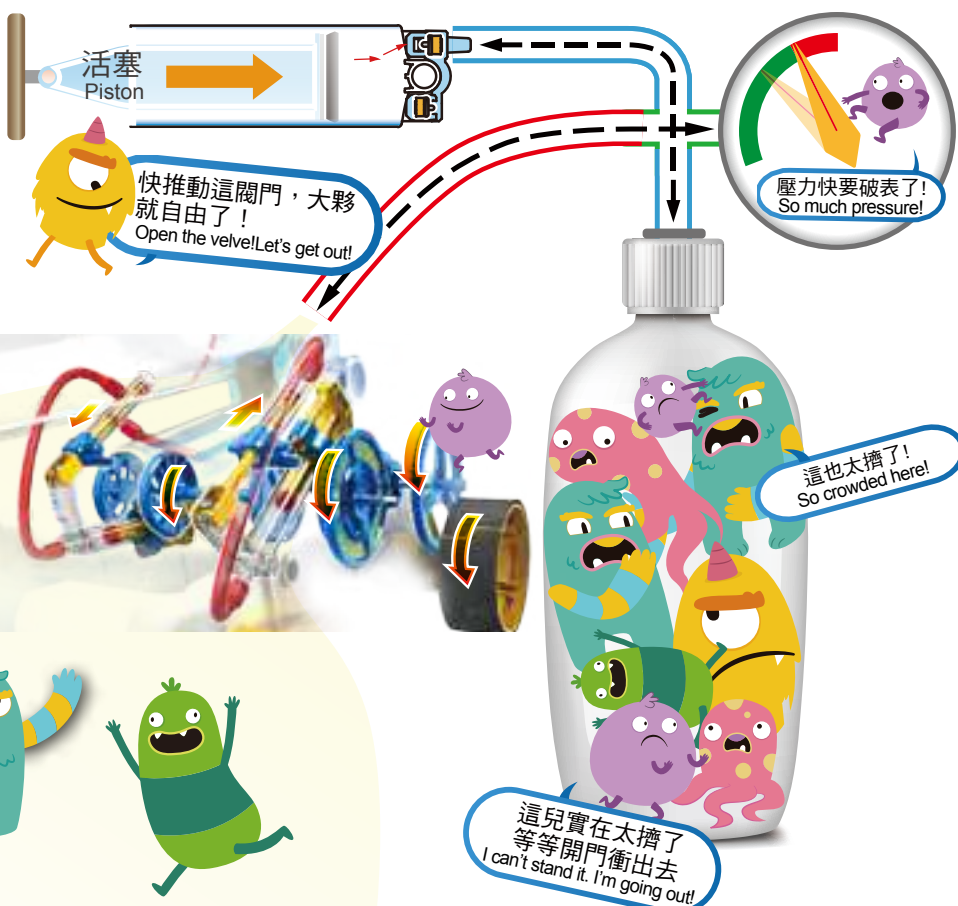 活塞
Piston
快推動這閥門，大夥
就自由了！
Open the velve!Let's get out!
壓力快要破表了!
So much pressure!
這也太擠了!
So crowded here!
這兒實在太擠了
等等開門衝出去
I can't stand it. I'm going out!